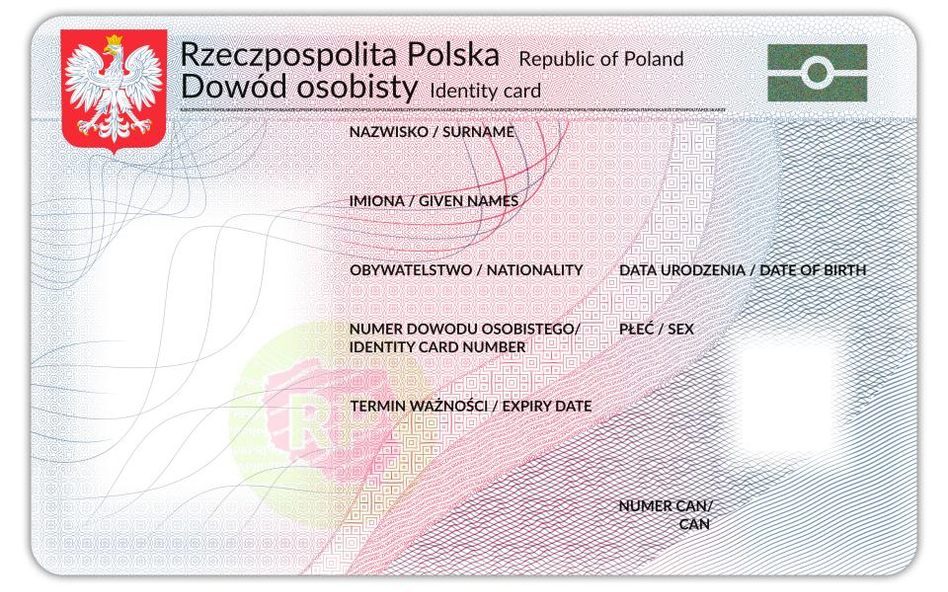 Rzeczpospolita Polska Republic of Poland
Dowód osobisty Identity card
NAZWISKO / SURNAME
IMIONA / GIVEN NAMES
OBYWATELSTWO / NATIONALITY
DATA URODZENIA / DATE OF BIRTH
NUMER DOWODU OSOBISTEGO/
IDENTITY CARD NUMBER
PŁEĆ / SEX
TERMIN WAŻNOŚCI / EXPIRY DATE
RP
NUMER CAN/
CAN